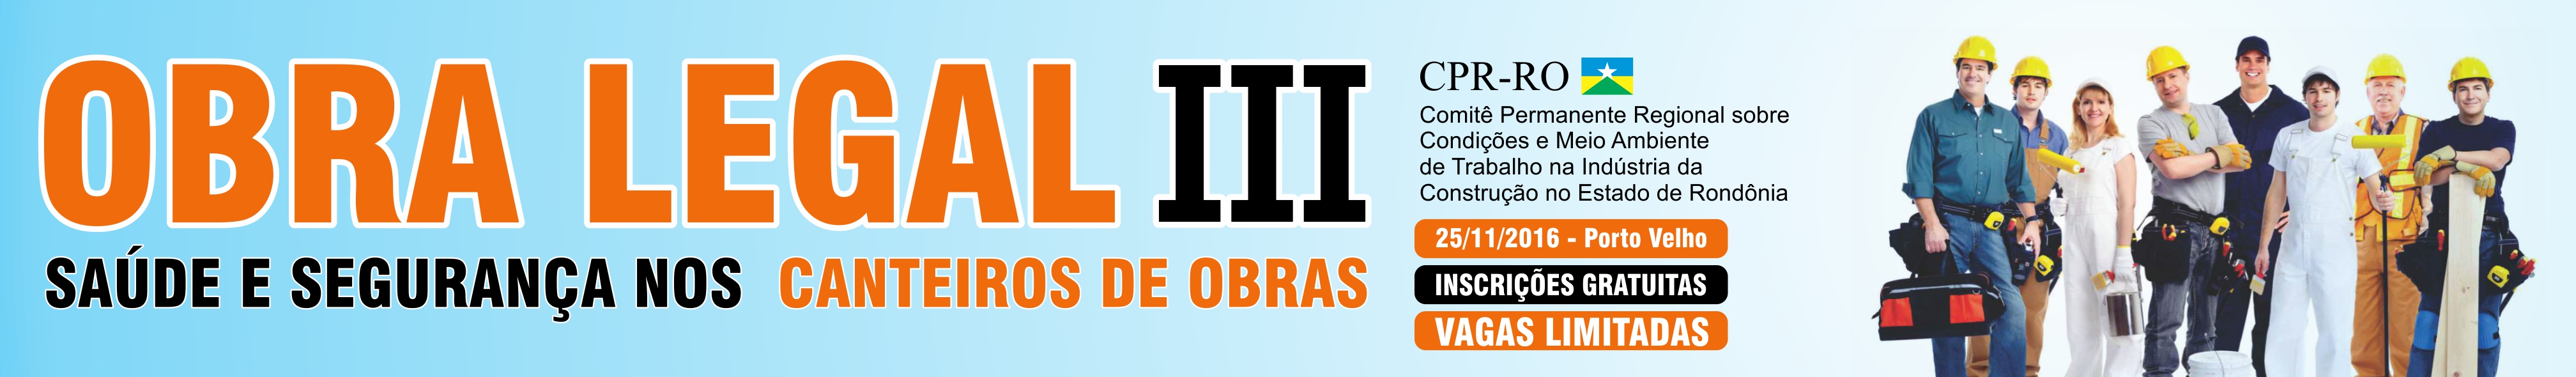 OBRA LEGAL III
SAÚDE E SEGURANÇA NOS CANTEIROS DE OBRAS
CPR-RO
Comitê Permanente Regional sobre
Condições e Meio Ambiente
de Trabalho na Indústria da
Construção no Estado de Rondônia
25/11/2016 - Porto Velho
INSCRIÇÕES GRATUITAS
VAGAS LIMITADAS